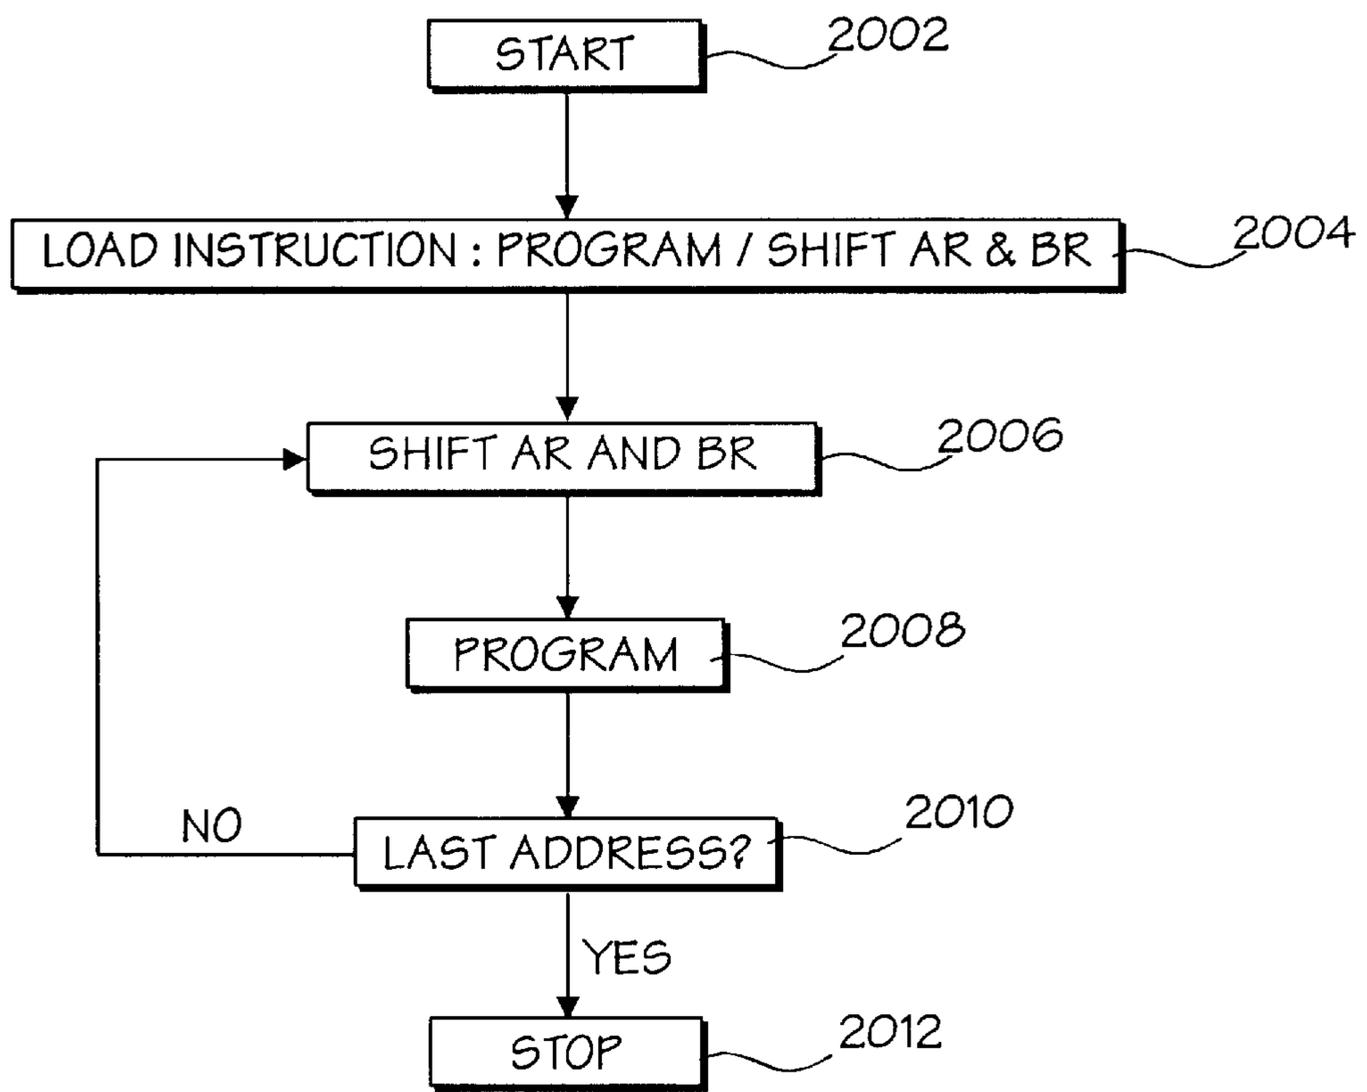 START
2002
LOAD INSTRUCTION : PROGRAM / SHIFT AR & BR
2004
SHIFT AR AND BR
2006
PROGRAM
2008
LAST ADDRESS?
2010
NO
YES
STOP
2012